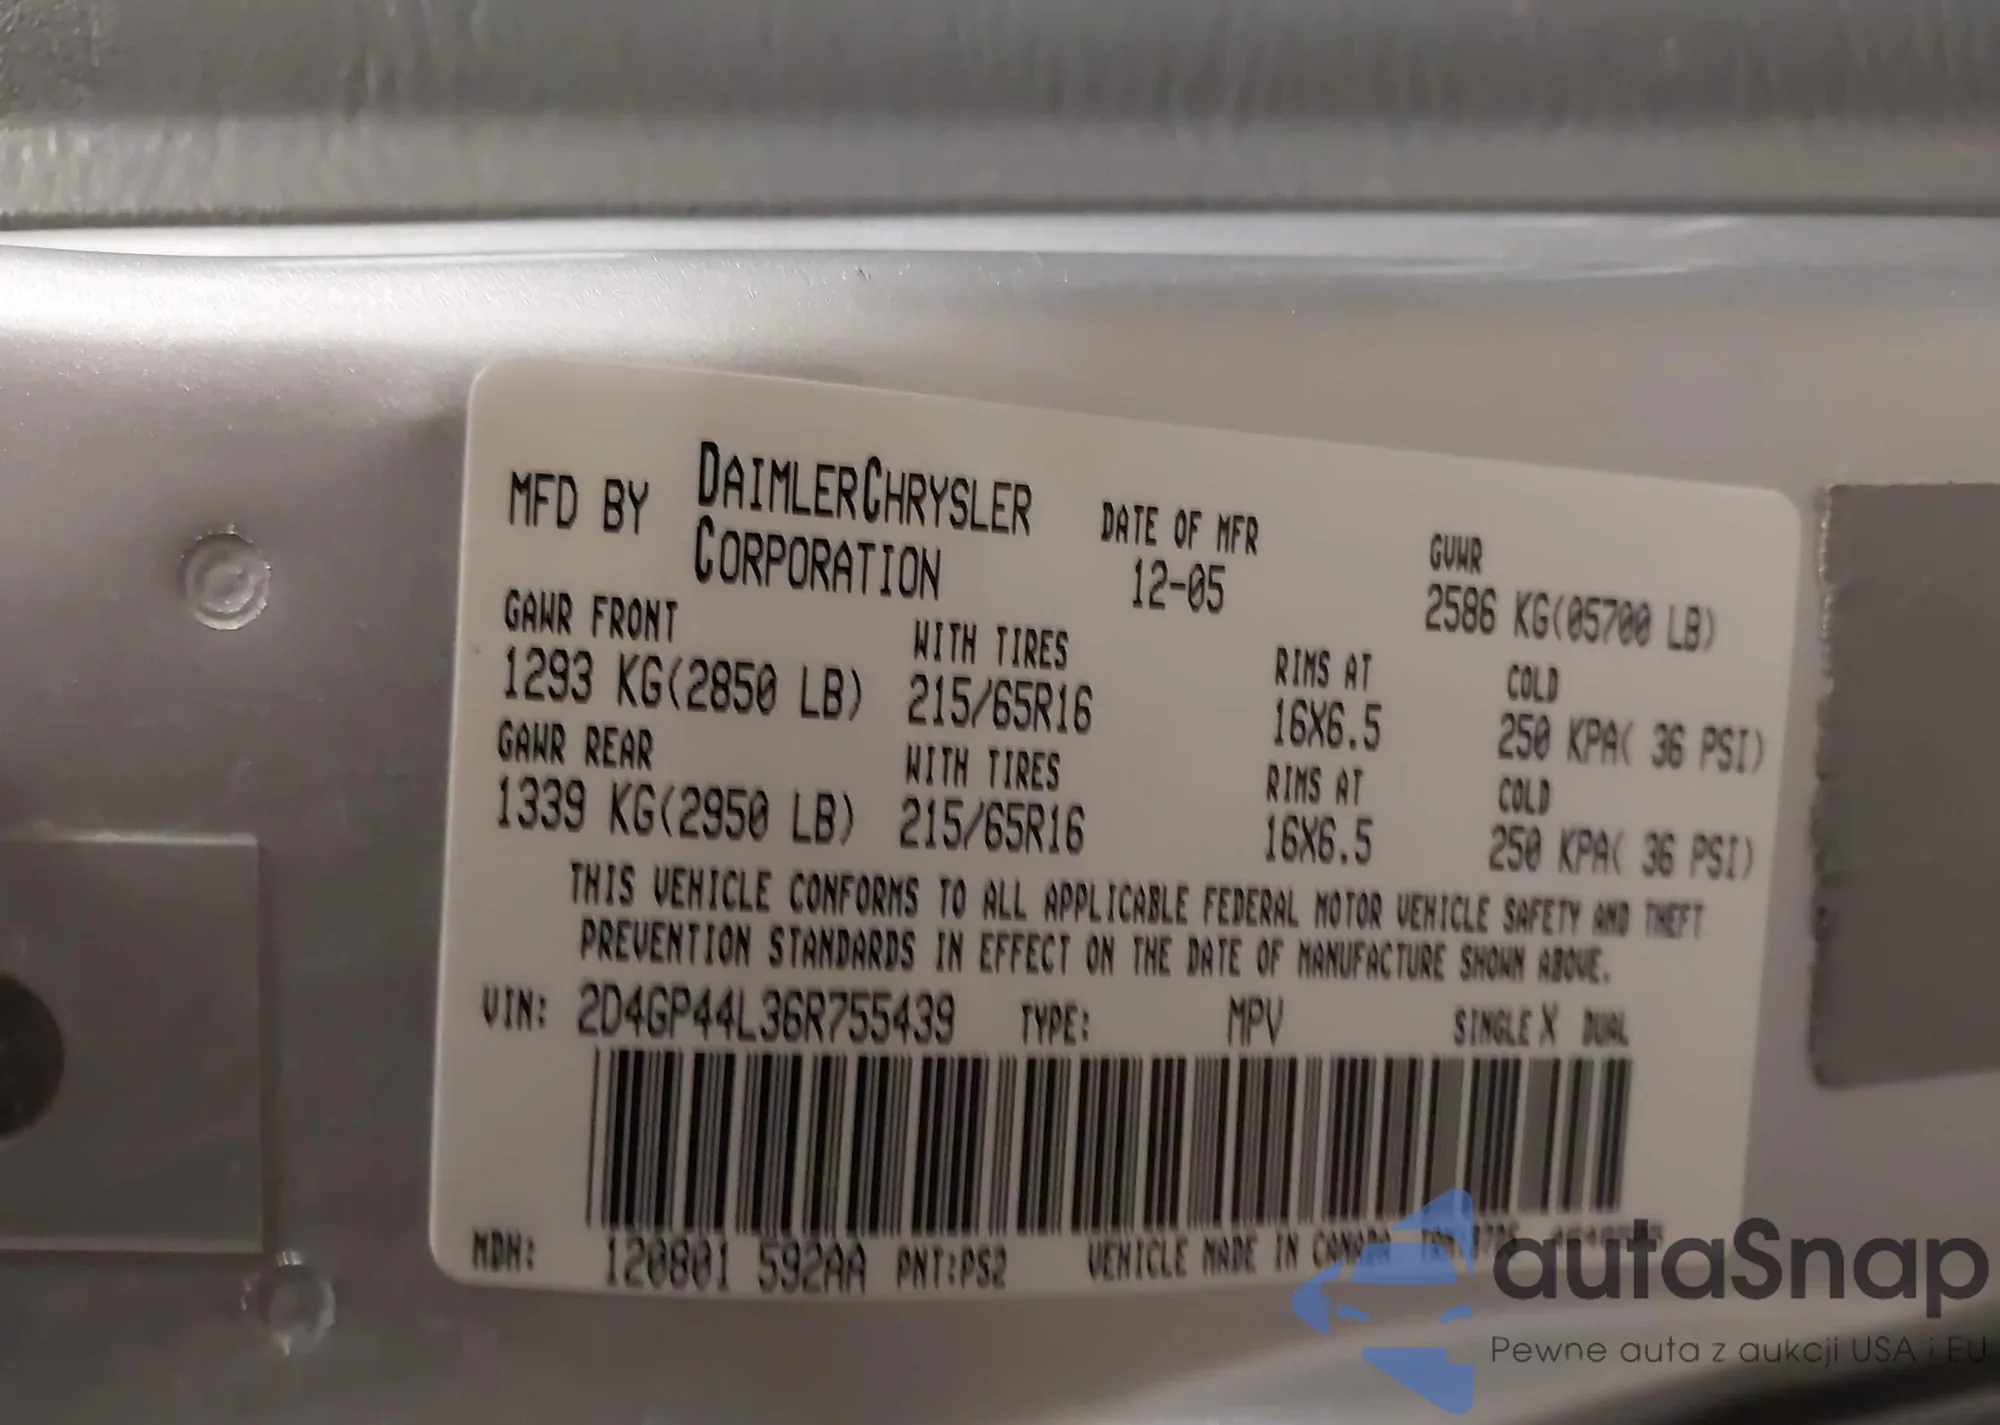 MFD BY DAIMLERCHRYSLER CORPORATION
DATE OF MFR
12-05
GVWR
2586 KG(05700 LB)
GAWR FRONT WITH TIRES RIMS AT COLD
1293 KG(2850 LB) 215/65R16 16X6.5 250 KPA( 36 PSI)
GAWR REAR WITH TIRES RIMS AT COLD
1339 KG(2950 LB) 215/65R16 16X6.5 250 KPA( 36 PSI)
THIS VEHICLE CONFORMS TO ALL APPLICABLE FEDERAL MOTOR VEHICLE SAFETY AND THEFT
PREVENTION STANDARDS IN EFFECT ON THE DATE OF MANUFACTURE SHOWN ABOVE.
VIN: 2D4GP44L36R755439 TYPE: MPV SINGLE X DUAL
MDH: 120801 592AA PNT:PS2 VEHICLE MADE IN CANADA
autaSnap
Pewne auta z aukcji USA i EU